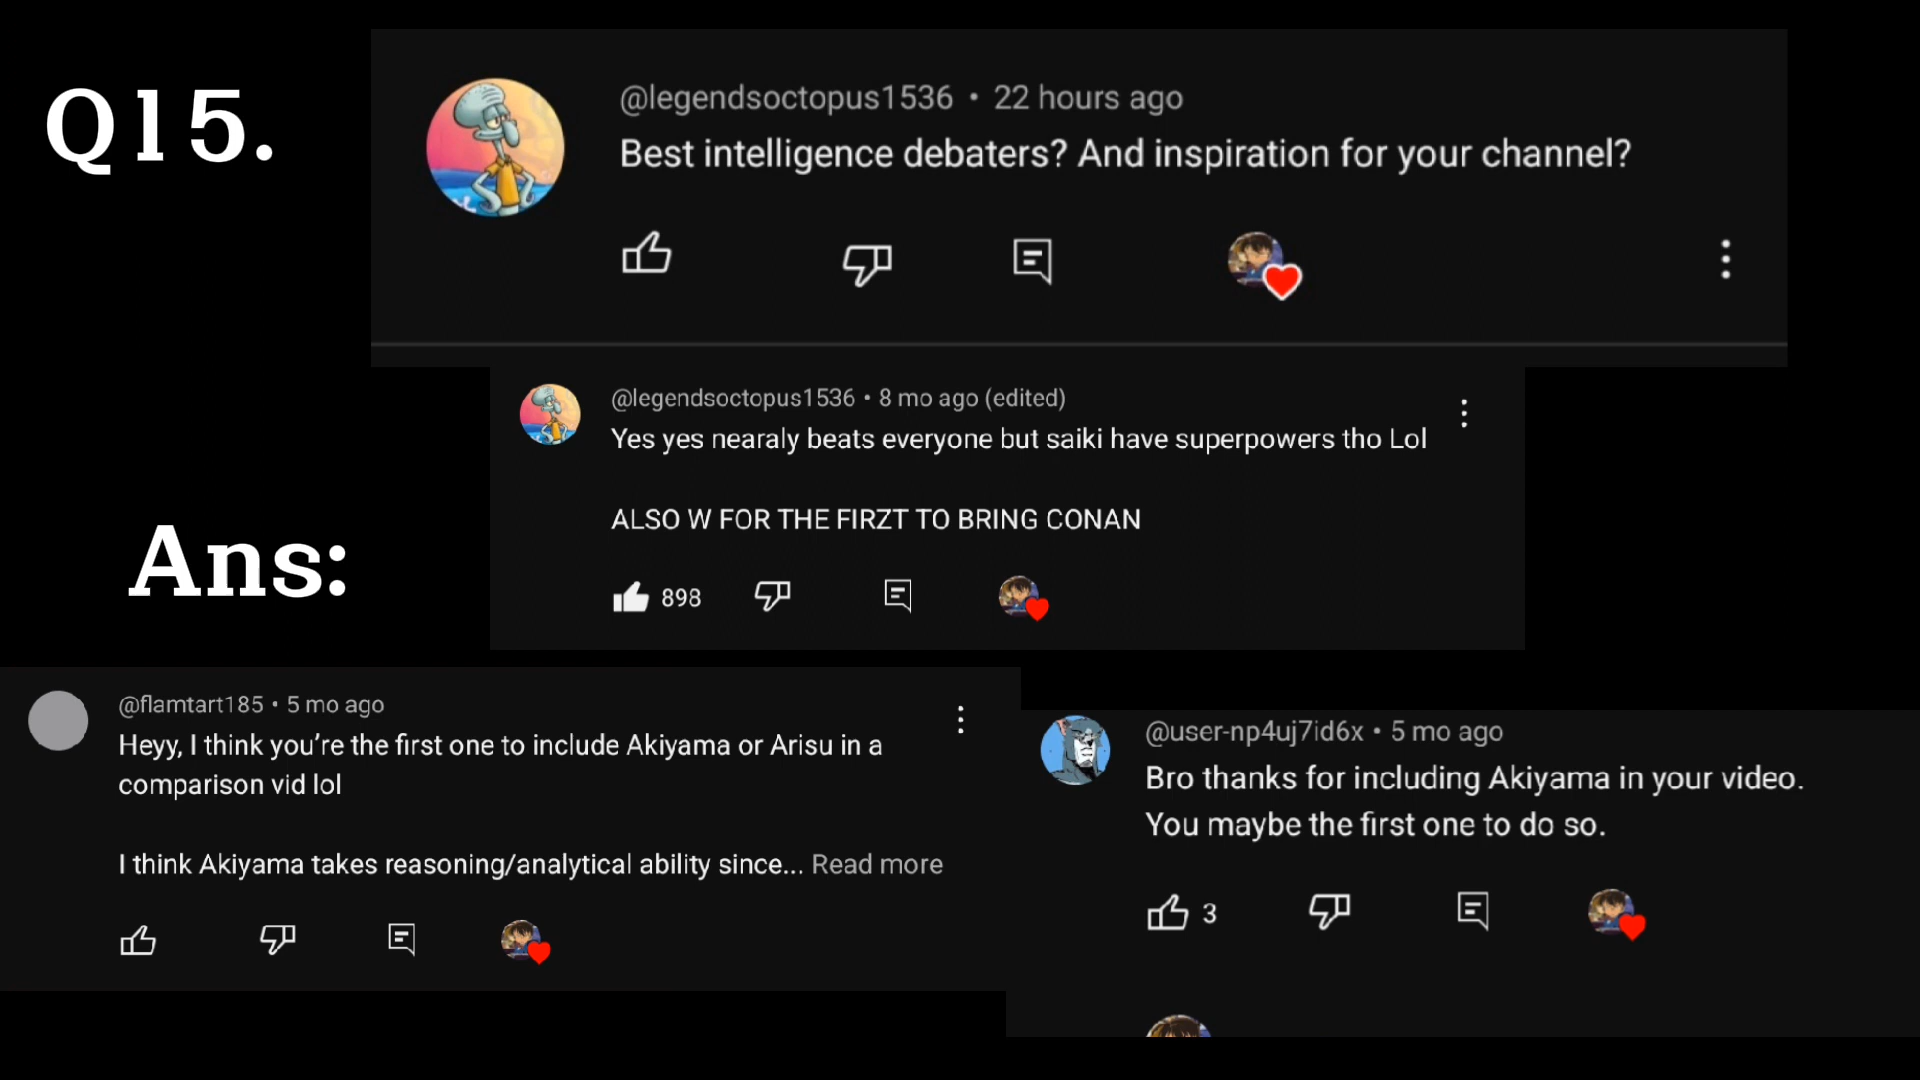 Q15.
@legendsoctopus1536 • 22 hours ago
Best intelligence debaters? And inspiration for your channel?
@legendsoctopus1536 • 8 mo ago (edited)
Yes yes nearaly beats everyone but saiki have superpowers tho Lol
ALSO W FOR THE FIRZT TO BRING CONAN
898
Ans:
@flamtart185 • 5 mo ago
Heyy, I think you're the first one to include Akiyama or Arisu in a
comparison vid lol
I think Akiyama takes reasoning/analytical ability since... Read more
@user-np4uj7id6x • 5 mo ago
Bro thanks for including Akiyama in your video.
You maybe the first one to do so.
3